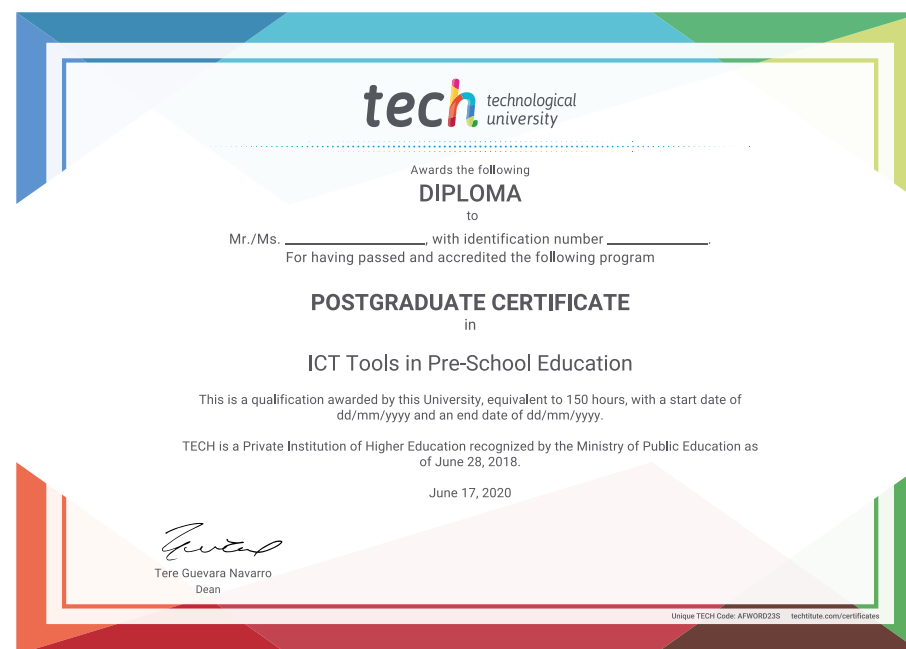 tech technological
university
Awards the following
DIPLOMA
to
Mr./Ms. ____________, with identification number ____________.
For having passed and accredited the following program
POSTGRADUATE CERTIFICATE
in
ICT Tools in Pre-School Education
This is a qualification awarded by this University, equivalent to 150 hours, with a start date of
dd/mm/yyyy and an end date of dd/mm/yyyy.
TECH is a Private Institution of Higher Education recognized by the Ministry of Public Education as
of June 28, 2018.
June 17, 2020
Tere Guevara Navarro
Dean
Unique TECH Code: AFWORD23S techtitute.com/certificates